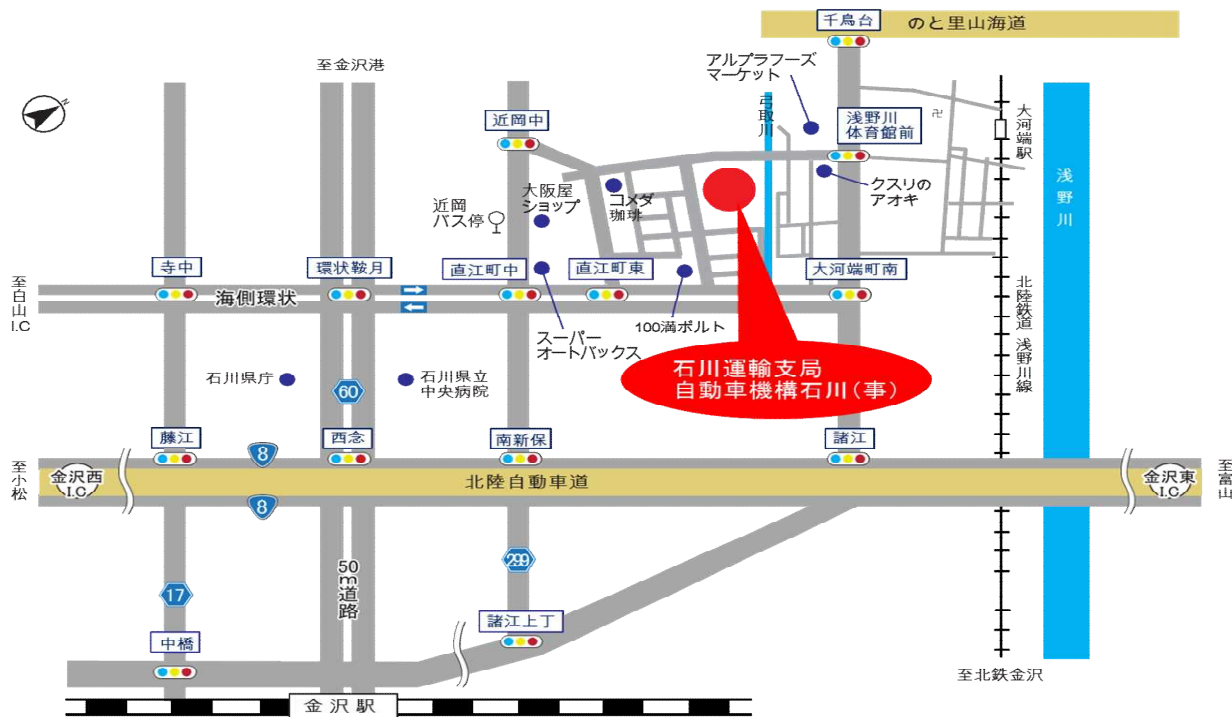 千鳥台
のと里山海道
アルプラフーズ
マーケット
至金沢港
N
近岡中
弓取川
浅野川
体育館前
卍
大河端駅
浅野川
クスリの
アオキ
大阪屋
ショップ
コメダ
珈琲
近岡
バス停
寺中
環状鞍月
直江町中
直江町東
大河端町南
至白山
I.C
海側環状
北陸鉄道 浅野川線
100満ボルト
スーパー
オートバックス
石川運輸支局
自動車機構石川(事)
石川県庁
石川県立
中央病院
60
藤江
8
西念
南新保
諸江
至小松
金沢西
I.C
北陸自動車道
金沢東
I.C
至富山
8
299
50m道路
17
諸江上丁
中橋
至北鉄金沢
金沢駅